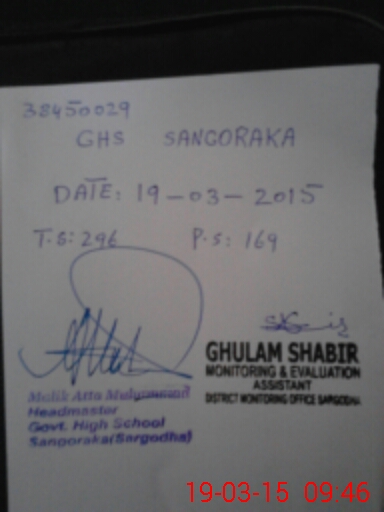 38450029
GHS SANGORAKA
DATE: 19-03-2015
T.S: 296 P.S: 169
Malik Atta Muhammad
Headmaster
Govt. High School
Sangoraka(Sargodha)
GHULAM SHABIR
MONITORING & EVALUATION
ASSISTANT
DISTRICT MONITORING OFFICE SARGODHA
19-03-15 09:46